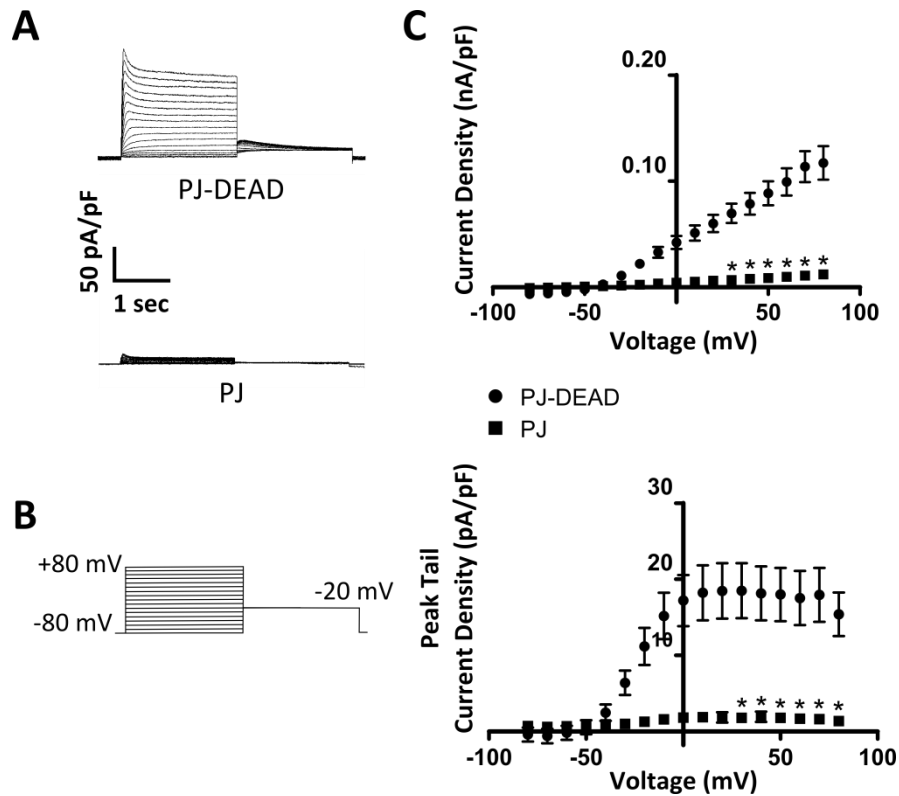 A
PJ-DEAD
50 pA/pF
1 sec
PJ
B
+80 mV
-80 mV
-20 mV
C
Current Density (nA/pF)
0.20
0.10
* * * * * *
-100 -50 50 100
Voltage (mV)
PJ-DEAD
PJ
Peak Tail
Current Density (pA/pF)
30
20
10
* * * * * *
-100 -50 50 100
Voltage (mV)